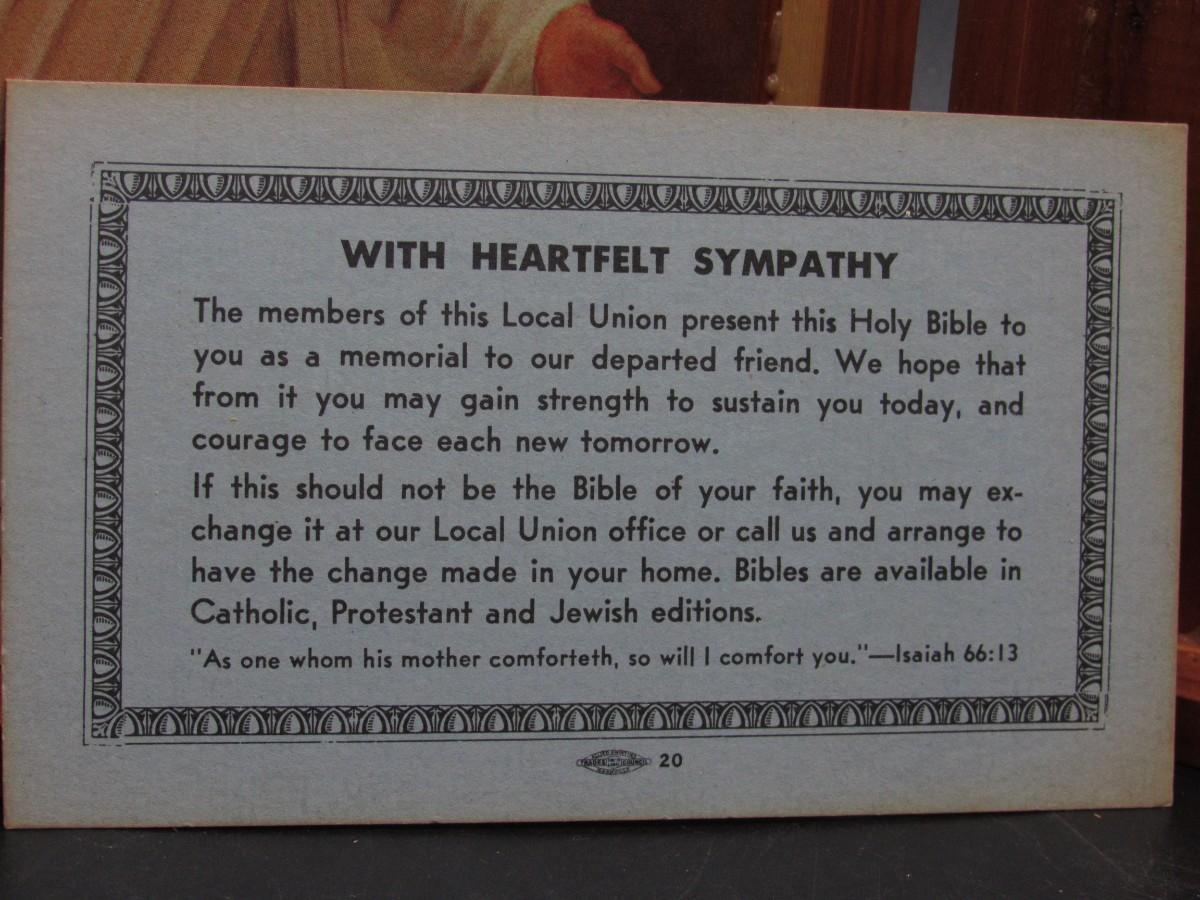 WITH HEARTFELT SYMPATHY
The members of this Local Union present this Holy Bible to
you as a memorial to our departed friend. We hope that
from it you may gain strength to sustain you today, and
courage to face each new tomorrow.
If this should not be the Bible of your faith, you may ex-
change it at our Local Union office or call us and arrange to
have the change made in your home. Bibles are available in
Catholic, Protestant and Jewish editions.
"As one whom his mother comforteth, so will I comfort you."—Isaiah 66:13
TRADES COUNCIL
20